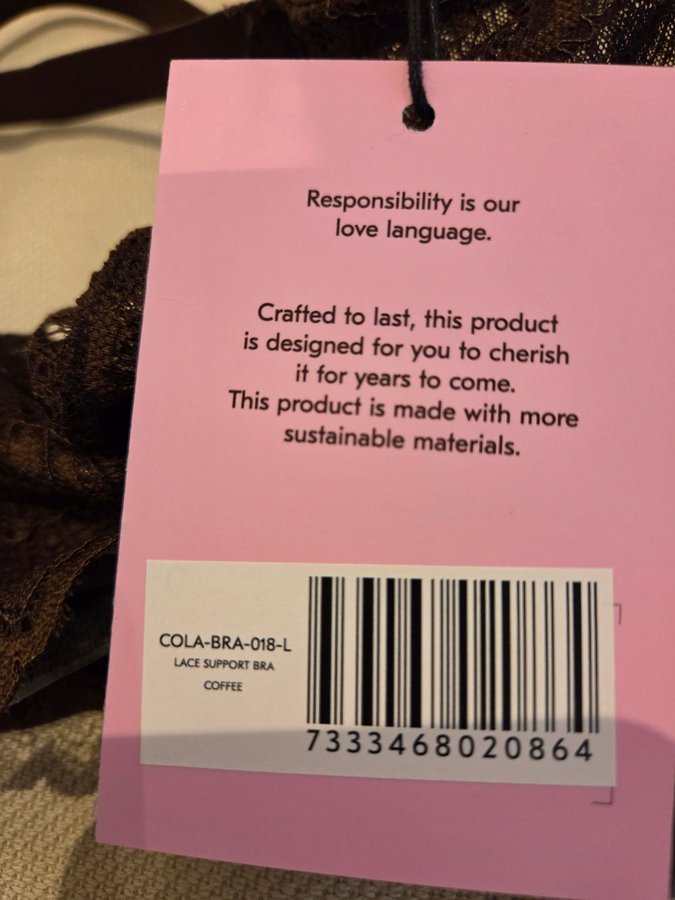 Responsibility is our
love language.
Crafted to last, this product
is designed for you to cherish
it for years to come.
This product is made with more
sustainable materials.
COLA-BRA-018-L
LACE SUPPORT BRA
COFFEE
7333468020864